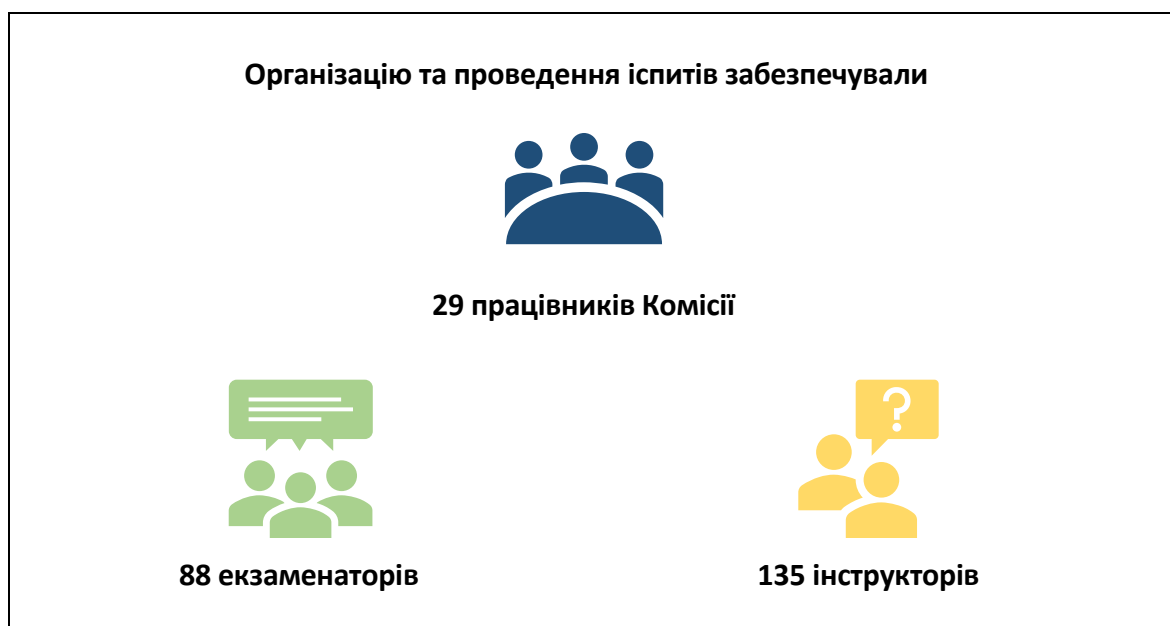 Організацію та проведення іспитів забезпечували
29 працівників Комісії
?
88 екзаменаторів
135 інструкторів